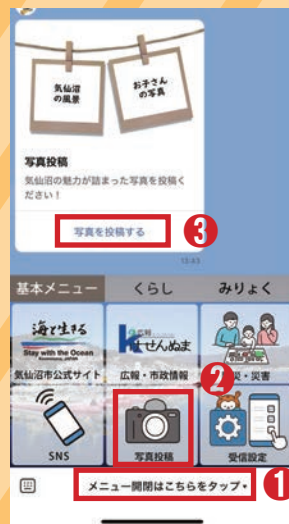 気仙沼
の風景
お子さん
の写真
写真投稿
気仙沼の魅力が詰まった写真を投稿く
ださい！
写真を投稿する
3
13:43
基本メニュー
くらし
みりょく
海と生きる
Stay with the Ocean
広報
けせんぬま
2
気仙沼市公式サイト
広報・市政情報
災・災害
SNS
写真投稿
受信設定
メニュー開閉はこちらをタップ
1